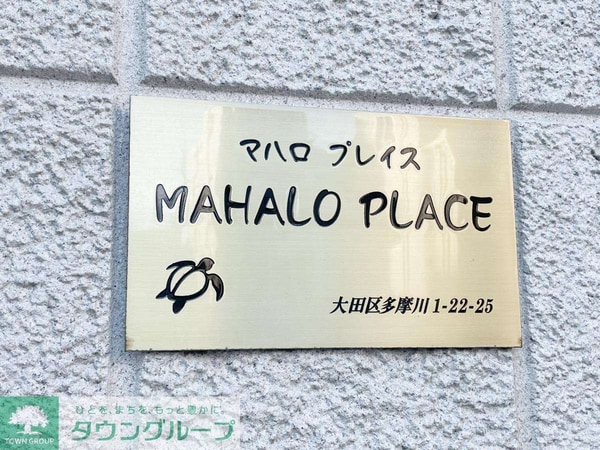 マハロ プレイス
MAHALO PLACE
大田区多摩川1-22-25
ひとを、まちを、もっと豊かに。
タウングループ
TOWN GROUP